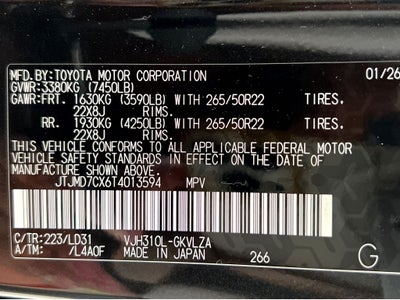 MFD.BY:TOYOTA MOTOR CORPORATION 01/26
GVWR:3380KG (7450LB)
GAWR:FRT. 1630KG (3590LB) WITH 265/50R22 TIRES.
22X8J RIMS.
RR. 1930KG (4250LB) WITH 265/50R22 TIRES.
22X8J RIMS.
THIS VEHICLE CONFORMS TO ALL APPLICABLE FEDERAL MOTOR
VEHICLE SAFETY STANDARDS IN EFFECT ON THE DATE OF
MANUFACTURE SHOWN ABOVE.
JTJMD7CX6T4013594 MPV
C/TR:223/LD31 VJH310L-GKVLZA
A/TM: /L4A0F MADE IN JAPAN 266 G